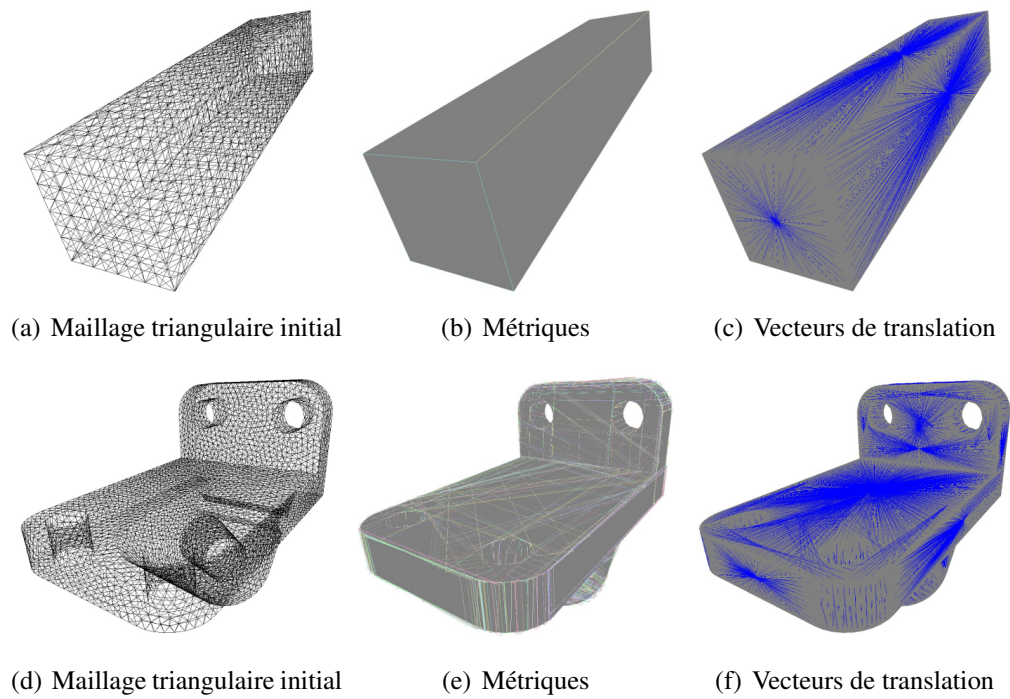 (a) Maillage triangulaire initial
(b) Métriques
(c) Vecteurs de translation
(d) Maillage triangulaire initial
(e) Métriques
(f) Vecteurs de translation